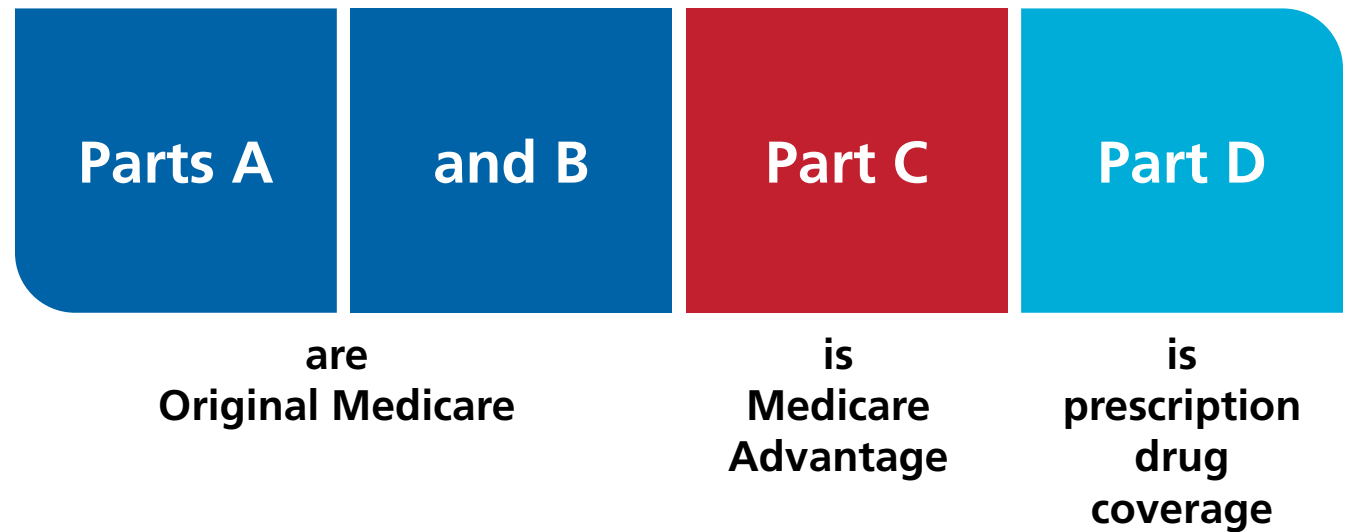 Parts A
and B
Part C
Part D
are
Original Medicare
is
Medicare
Advantage
is
prescription
drug
coverage